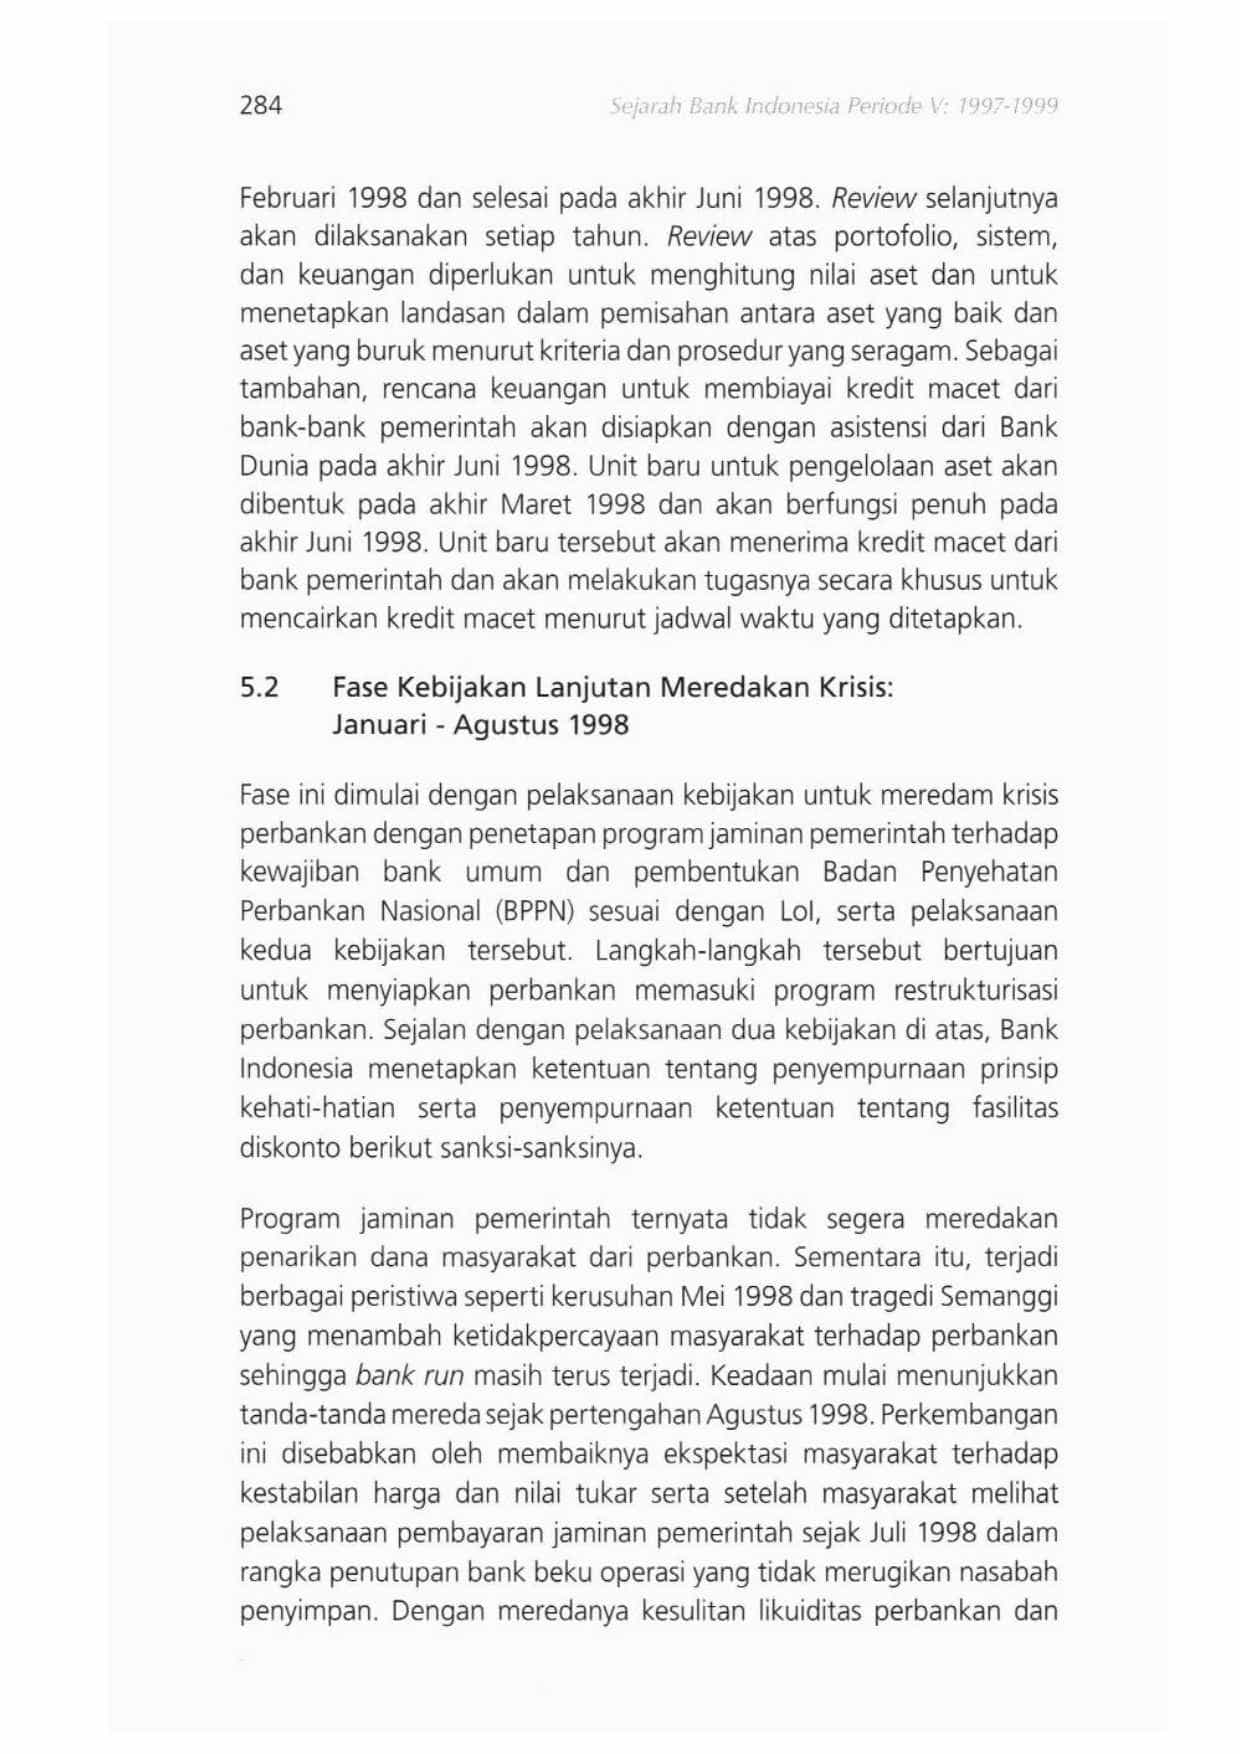 284
Sejarah Bank Indonesia Periode V: 1997-1999
Februari 1998 dan selesai pada akhir Juni 1998. Review selanjutnya
akan dilaksanakan setiap tahun. Review atas portofolio, sistem,
dan keuangan diperlukan untuk menghitung nilai aset dan untuk
menetapkan landasan dalam pemisahan antara aset yang baik dan
aset yang buruk menurut kriteria dan prosedur yang seragam. Sebagai
tambahan, rencana keuangan untuk membiayai kredit macet dari
bank-bank pemerintah akan disiapkan dengan asistensi dari Bank
Dunia pada akhir Juni 1998. Unit baru untuk pengelolaan aset akan
dibentuk pada akhir Maret 1998 dan akan berfungsi penuh pada
akhir Juni 1998. Unit baru tersebut akan menerima kredit macet dari
bank pemerintah dan akan melakukan tugasnya secara khusus untuk
mencairkan kredit macet menurut jadwal waktu yang ditetapkan.
5.2 Fase Kebijakan Lanjutan Meredakan Krisis:
Januari - Agustus 1998
Fase ini dimulai dengan pelaksanaan kebijakan untuk meredam krisis
perbankan dengan penetapan program jaminan pemerintah terhadap
kewajiban bank umum dan pembentukan Badan Penyehatan
Perbankan Nasional (BPPN) sesuai dengan LoI, serta pelaksanaan
kedua kebijakan tersebut. Langkah-langkah tersebut bertujuan
untuk menyiapkan perbankan memasuki program restrukturisasi
perbankan. Sejalan dengan pelaksanaan dua kebijakan di atas, Bank
Indonesia menetapkan ketentuan tentang penyempurnaan prinsip
kehati-hatian serta penyempurnaan ketentuan tentang fasilitas
diskonto berikut sanksi-sanksinya.
Program jaminan pemerintah ternyata tidak segera meredakan
penarikan dana masyarakat dari perbankan. Sementara itu, terjadi
berbagai peristiwa seperti kerusuhan Mei 1998 dan tragedi Semanggi
yang menambah ketidakpercayaan masyarakat terhadap perbankan
sehingga bank run masih terus terjadi. Keadaan mulai menunjukkan
tanda-tanda mereda sejak pertengahan Agustus 1998. Perkembangan
ini disebabkan oleh membaiknya ekspektasi masyarakat terhadap
kestabilan harga dan nilai tukar serta setelah masyarakat melihat
pelaksanaan pembayaran jaminan pemerintah sejak Juli 1998 dalam
rangka penutupan bank beku operasi yang tidak merugikan nasabah
penyimpan. Dengan meredanya kesulitan likuiditas perbankan dan